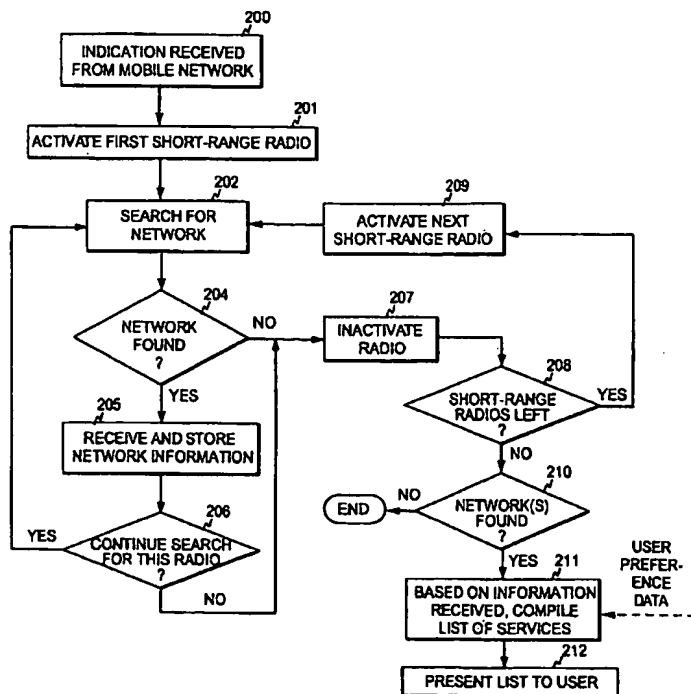 200
INDICATION RECEIVED
FROM MOBILE NETWORK
201
ACTIVATE FIRST SHORT-RANGE RADIO
202
SEARCH FOR
NETWORK
209
ACTIVATE NEXT
SHORT-RANGE RADIO
204
NETWORK
FOUND
?
NO
YES
207
INACTIVATE
RADIO
208
SHORT-RANGE
RADIOS LEFT
?
YES
NO
205
RECEIVE AND STORE
NETWORK INFORMATION
206
CONTINUE SEARCH
FOR THIS RADIO
?
YES
NO
210
NETWORK(S)
FOUND
?
NO
END
YES
211
BASED ON INFORMATION
RECEIVED, COMPILE
LIST OF SERVICES
USER
PREFER-
ENCE
DATA
212
PRESENT LIST TO USER